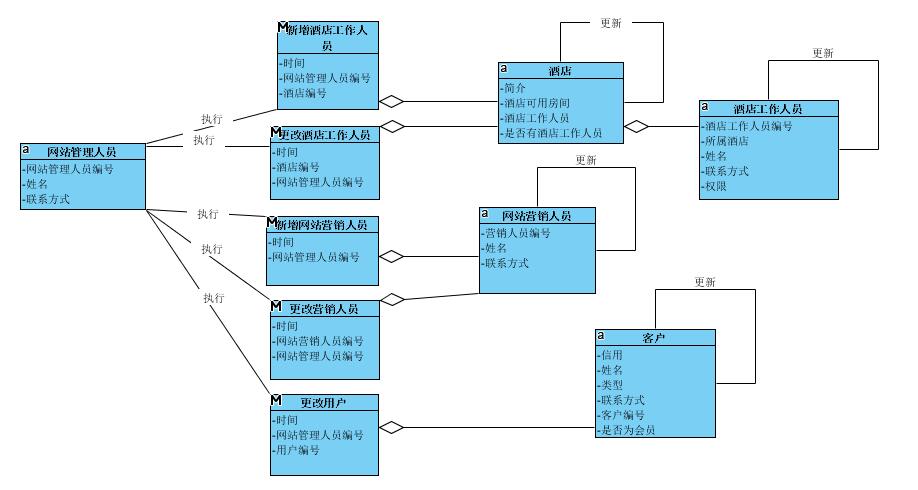 M
新增酒店工作人
员
-时间
-网站管理人员编号
-酒店编号
更新
a
酒店
-简介
-酒店可用房间
-酒店工作人员
-是否有酒店工作人员
更新
a
酒店工作人员
-酒店工作人员编号
-所属酒店
-姓名
-联系方式
-权限
执行
执行
M
更改酒店工作人员
-时间
-酒店编号
-网站管理人员编号
a
网站管理人员
-网站管理人员编号
-姓名
-联系方式
更新
a
网站营销人员
-营销人员编号
-姓名
-联系方式
执行
M
新增网站营销人员
-时间
-网站管理人员编号
执行
M
更改营销人员
-时间
-网站营销人员编号
-网站管理人员编号
执行
更新
a
客户
-信用
-姓名
-类型
-联系方式
-客户编号
-是否为会员
M
更改用户
-时间
-网站管理人员编号
-用户编号